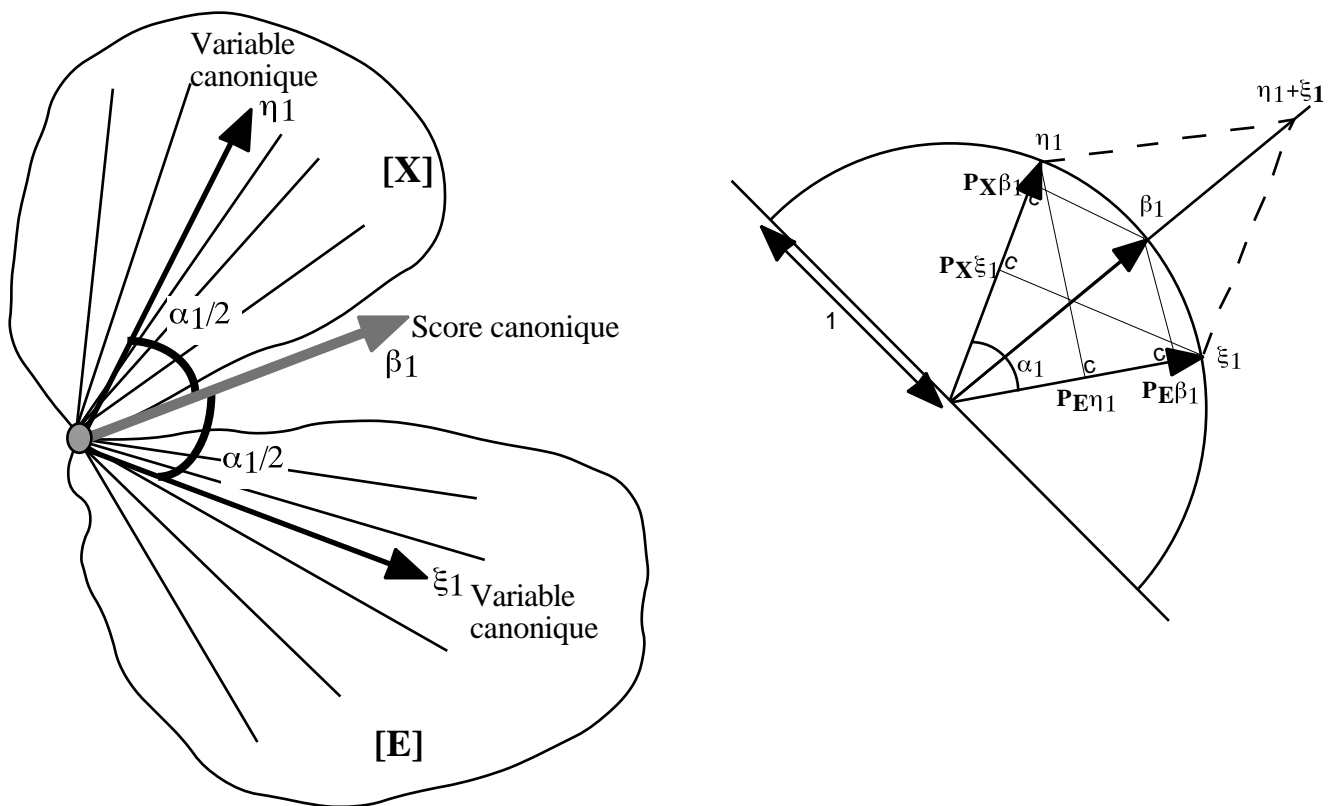 Variable
canonique
η1
[X]
α1/2
Score canonique
β1
α1/2
ξ1
Variable
canonique
[E]
η1+ξ1
η1
PXβ1
c
β1
PXξ1
c
1
α1
c
c
ξ1
PEη1
PEβ1